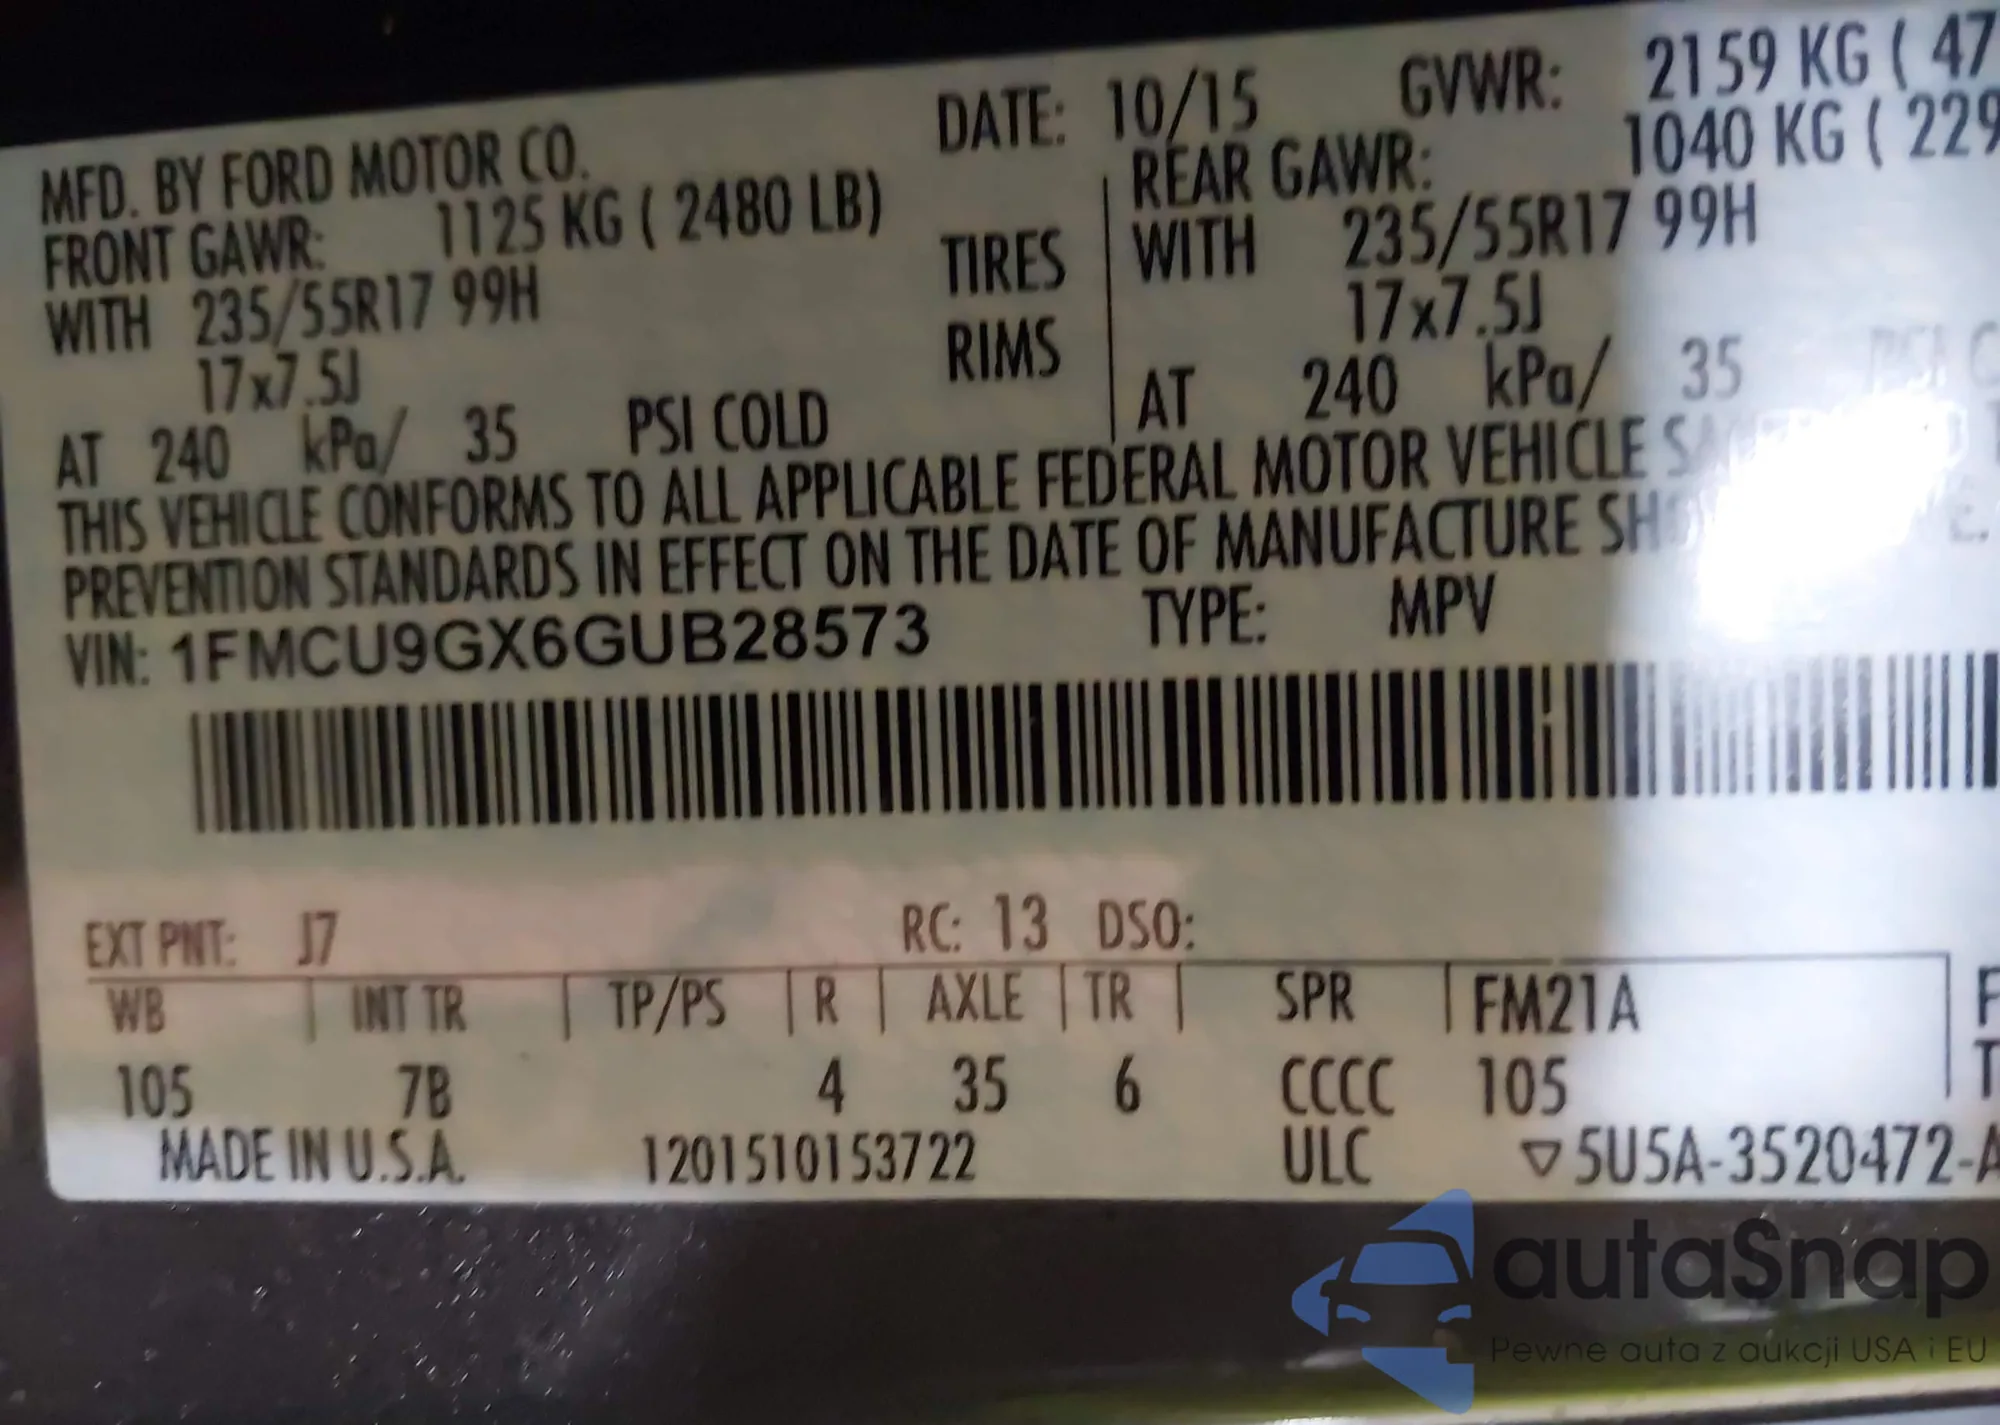 DATE: 10/15 GVWR: 2159 KG ( 47
MFD. BY FORD MOTOR CO.
FRONT GAWR: 1125 KG ( 2480 LB) REAR GAWR: 1040 KG ( 229
WITH 235/55R17 99H TIRES WITH 235/55R17 99H
17x7.5J RIMS 17x7.5J
AT 240 kPa/ 35 PSI COLD AT 240 kPa/ 35 PSI C
THIS VEHICLE CONFORMS TO ALL APPLICABLE FEDERAL MOTOR VEHICLE
PREVENTION STANDARDS IN EFFECT ON THE DATE OF MANUFACTURE
VIN: 1FMCU9GX6GUB28573 TYPE: MPV
EXT PNT: J7 RC: 13 DSO:
WB | INT TR | TP/PS | R | AXLE | TR | SPR | FM21A
105 7B 4 35 6 CCCC 105
MADE IN U.S.A. 1201510153722 ULC ▽5U5A-3520472-A
autaSnap
Pewne auta z aukcji USA i EU